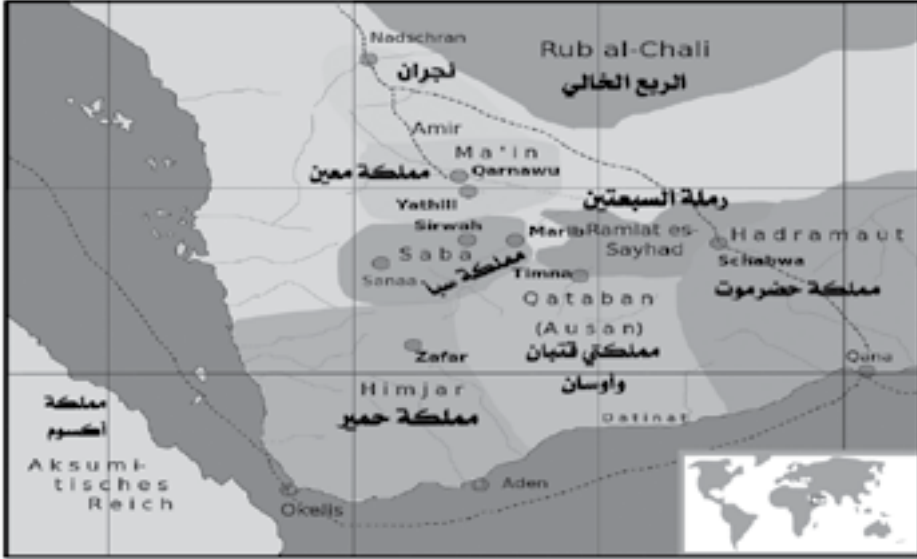 Nadschran
نجران
Rub al-Chali
الربع الخالي
Amir
Ma'in
مملكة معين
Qarnawu
Yathill
رملة السبعتين
Sirwah
Marib
Ramlat es-
Sayhad
Hadramaut
Saba
Sanaa
مملكة سبأ
Timna
Schabwa
مملكة حضرموت
Qataban
(Ausan)
مملكتي قتبان
وأوسان
Zafar
Qana
Himjar
مملكة حمير
Datinat
مملكة
أكسوم
Aksumi-
tisches
Reich
Okelis
Aden